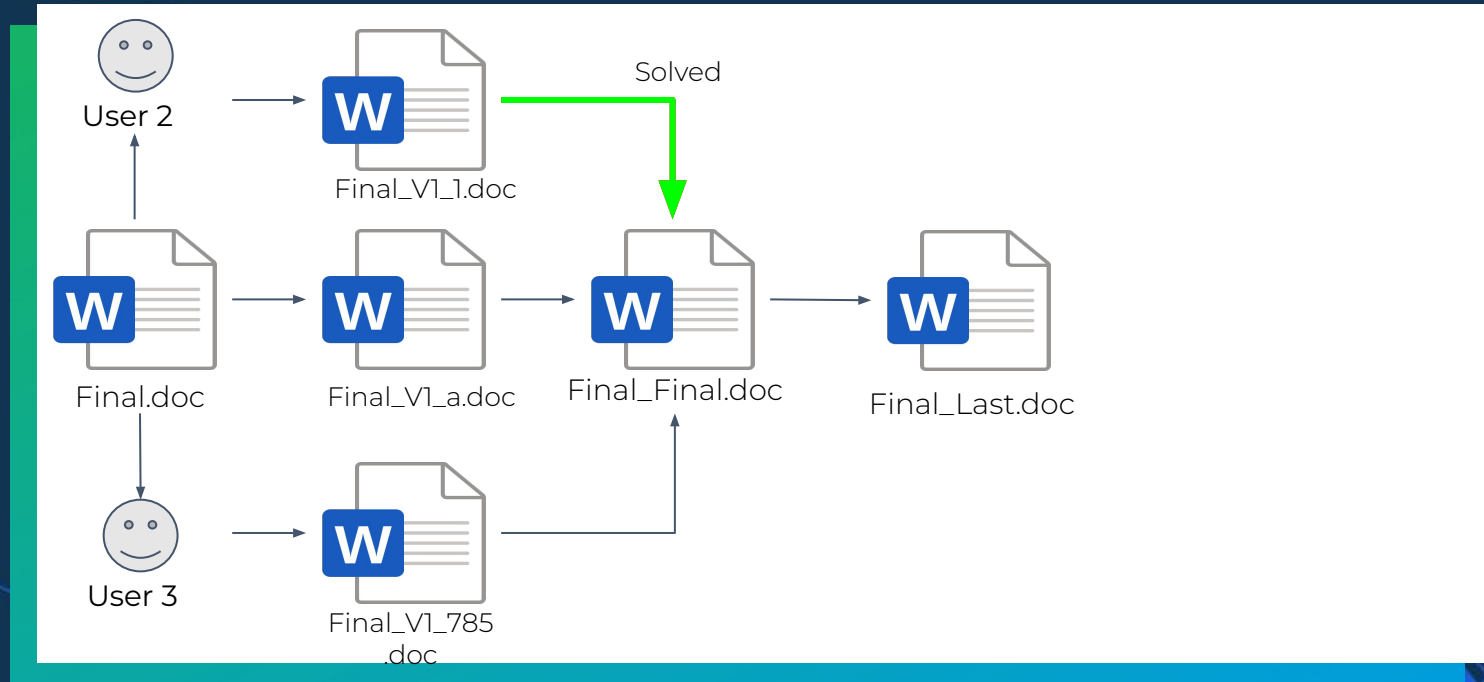 Solved
User 2
W
Final_V1_1.doc
W
W
W
W
Final.doc
Final_V1_a.doc
Final_Final.doc
Final_Last.doc
W
User 3
Final_V1_785
.doc